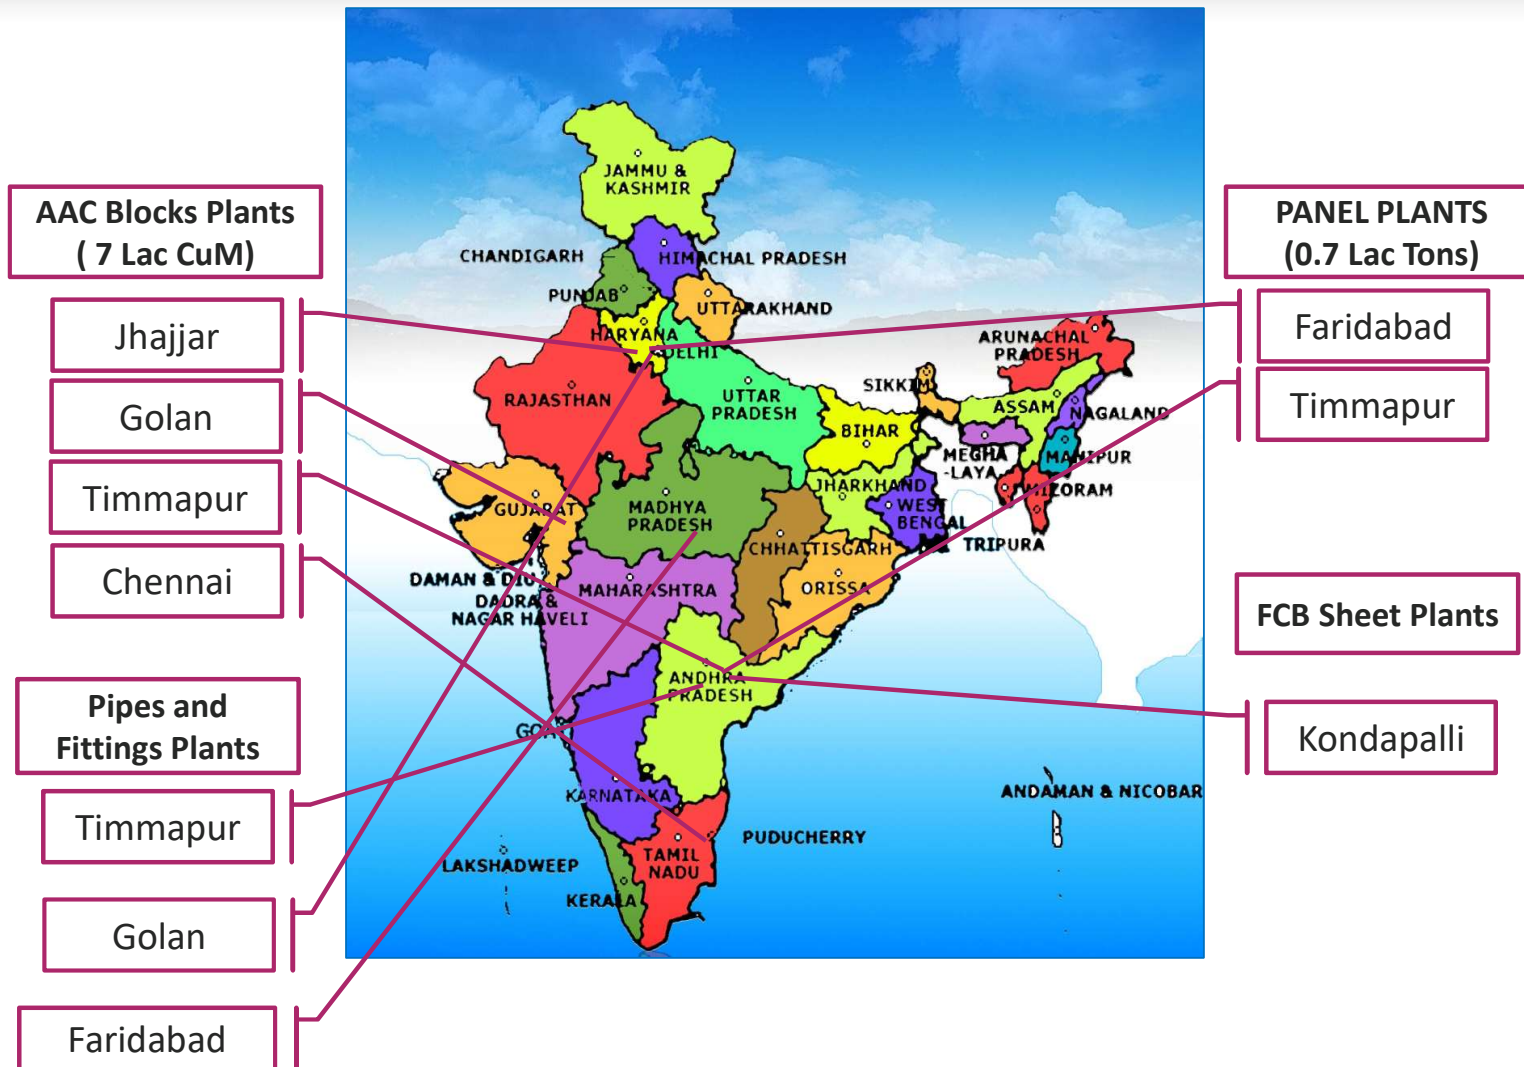 AAC Blocks Plants
( 7 Lac CuM)
Jhajjar
Golan
Timmapur
Chennai
Pipes and
Fittings Plants
Timmapur
Golan
Faridabad
JAMMU &
KASHMIR
CHANDIGARH
HIMACHAL PRADESH
PUNJAB
UTTARAKHAND
HARYANA
DELHI
RAJASTHAN
UTTAR
PRADESH
SIKKIM
ARUNACHAL
PRADESH
ASSAM
NAGALAND
BIHAR
MEGHA
-LAYA
MANIPUR
JHARKHAND
MIZORAM
GUJARAT
MADHYA
PRADESH
WEST
BENGAL
TRIPURA
CHHATTISGARH
DAMAN & DIU
DADRA &
NAGAR HAVELI
MAHARASHTRA
ORISSA
ANDHRA
PRADESH
GOA
KARNATAKA
ANDAMAN & NICOBAR
PUDUCHERRY
LAKSHADWEEP
TAMIL
NADU
KERALA
PANEL PLANTS
(0.7 Lac Tons)
Faridabad
Timmapur
FCB Sheet Plants
Kondapalli